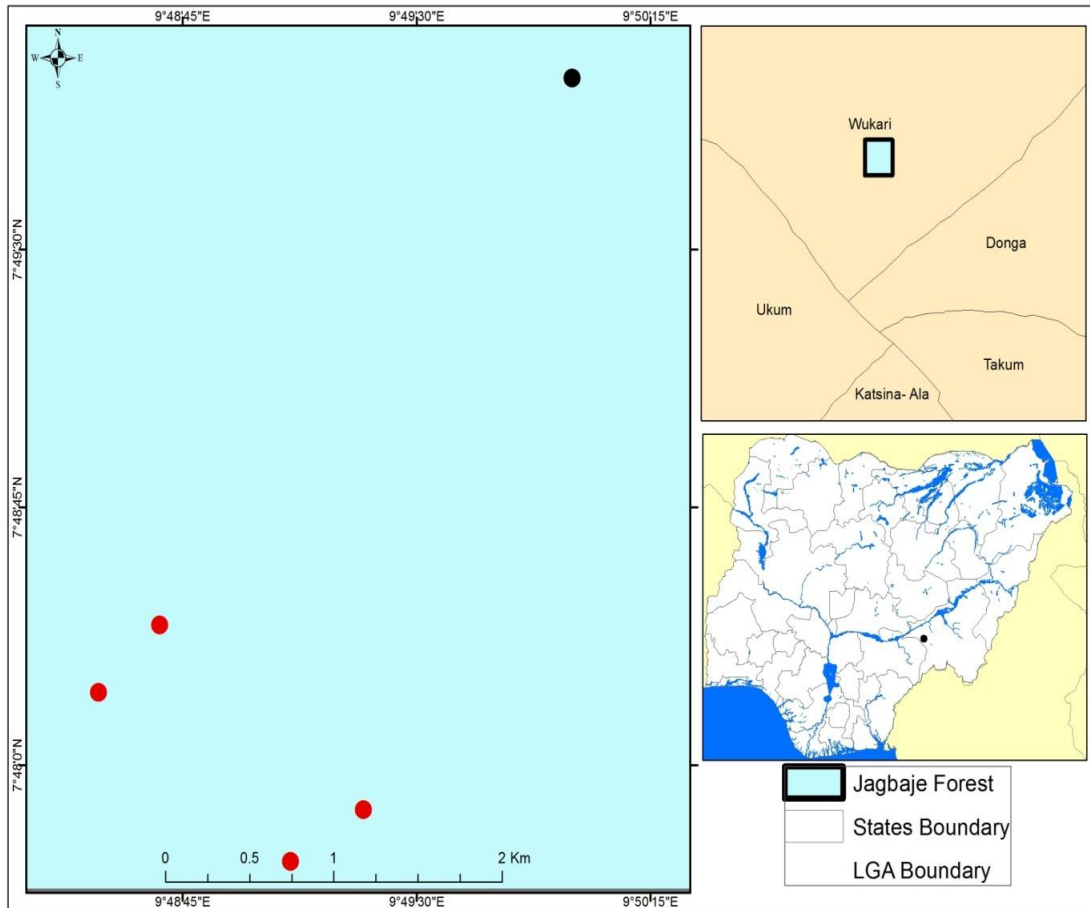 9°48'45"E 9°49'30"E 9°50'15"E
N
W E
S
7°49'30"N
7°48'45"N
7°48'0"N
0 0.5 1 2 Km
9°48'45"E 9°49'30"E 9°50'15"E
Wukari
Donga
Ukum
Takum
Katsina- Ala
Jagbaje Forest
States Boundary
LGA Boundary